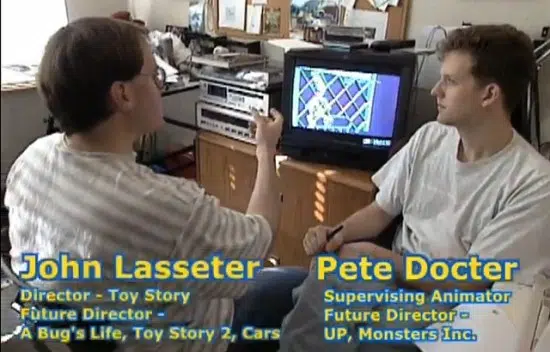 John Lasseter
Director - Toy Story
Future Director -
A Bug's Life, Toy Story 2, Cars
Pete Docter
Supervising Animator
Future Director -
UP, Monsters Inc.